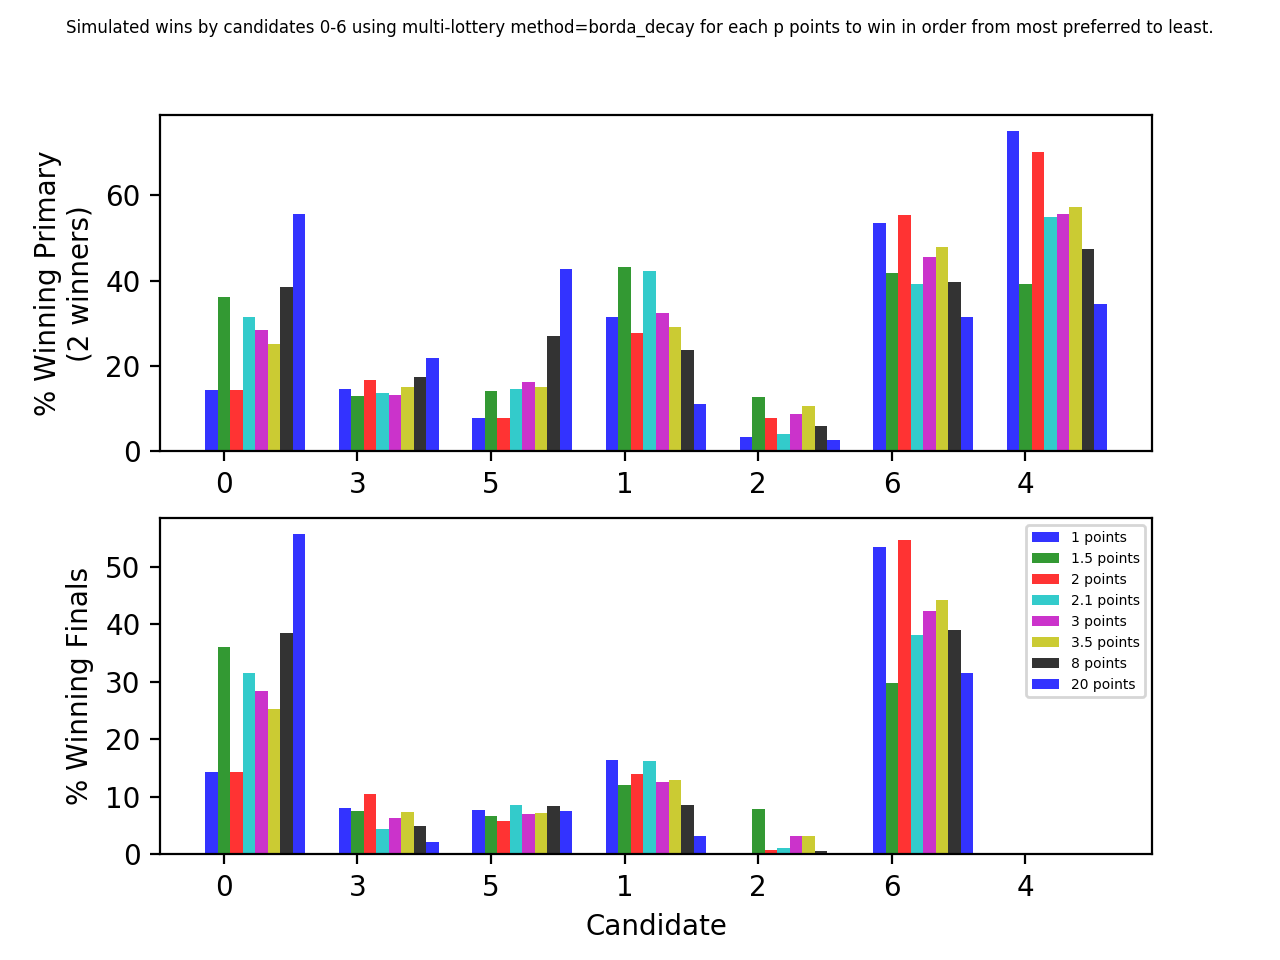 Simulated wins by candidates 0-6 using multi-lottery method=borda_decay for each p points to win in order from most preferred to least.
% Winning Primary
(2 winners)
60
40
20
0
0 3 5 1 2 6 4
% Winning Finals
50
40
30
20
10
0
1 points
1.5 points
2 points
2.1 points
3 points
3.5 points
8 points
20 points
0 3 5 1 2 6 4
Candidate